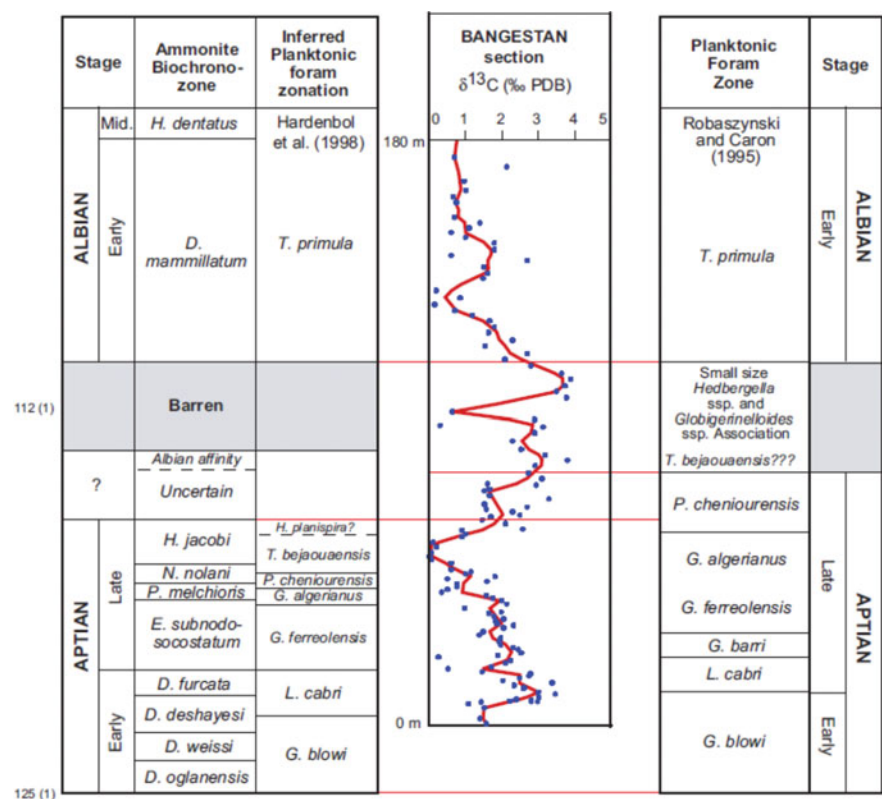 Stage
Ammonite
Biochrono-
zone
Inferred
Planktonic
foram
zonation
BANGESTAN
section
δ13C (‰ PDB)
0 1 2 3 4 5
180 m
0 m
Planktonic
Foram
Zone
Stage
ALBIAN
Mid.
Early
H. dentatus
D.
mammillatum
Hardenbol
et al. (1998)
T. primula
112 (1)
Barren
Albian affinity
?
Uncertain
APTIAN
Late
Early
H. jacobi
N. nolani
P. melchioris
E. subnodo-
socostatum
D. furcata
D. deshayesi
D. weissi
D. oglanensis
125 (1)
H. planispira?
T. bejaouaensis
P. cheniourensis
G. algerianus
G. ferreolensis
L. cabri
G. blowi
Robaszynski
and Caron
(1995)
T. primula
Small size
Hedbergella
ssp. and
Globigerinelloides
ssp. Association
T. bejaouaensis???
P. cheniourensis
G. algerianus
G. ferreolensis
G. barri
L. cabri
G. blowi
Early
ALBIAN
Late
Early
APTIAN